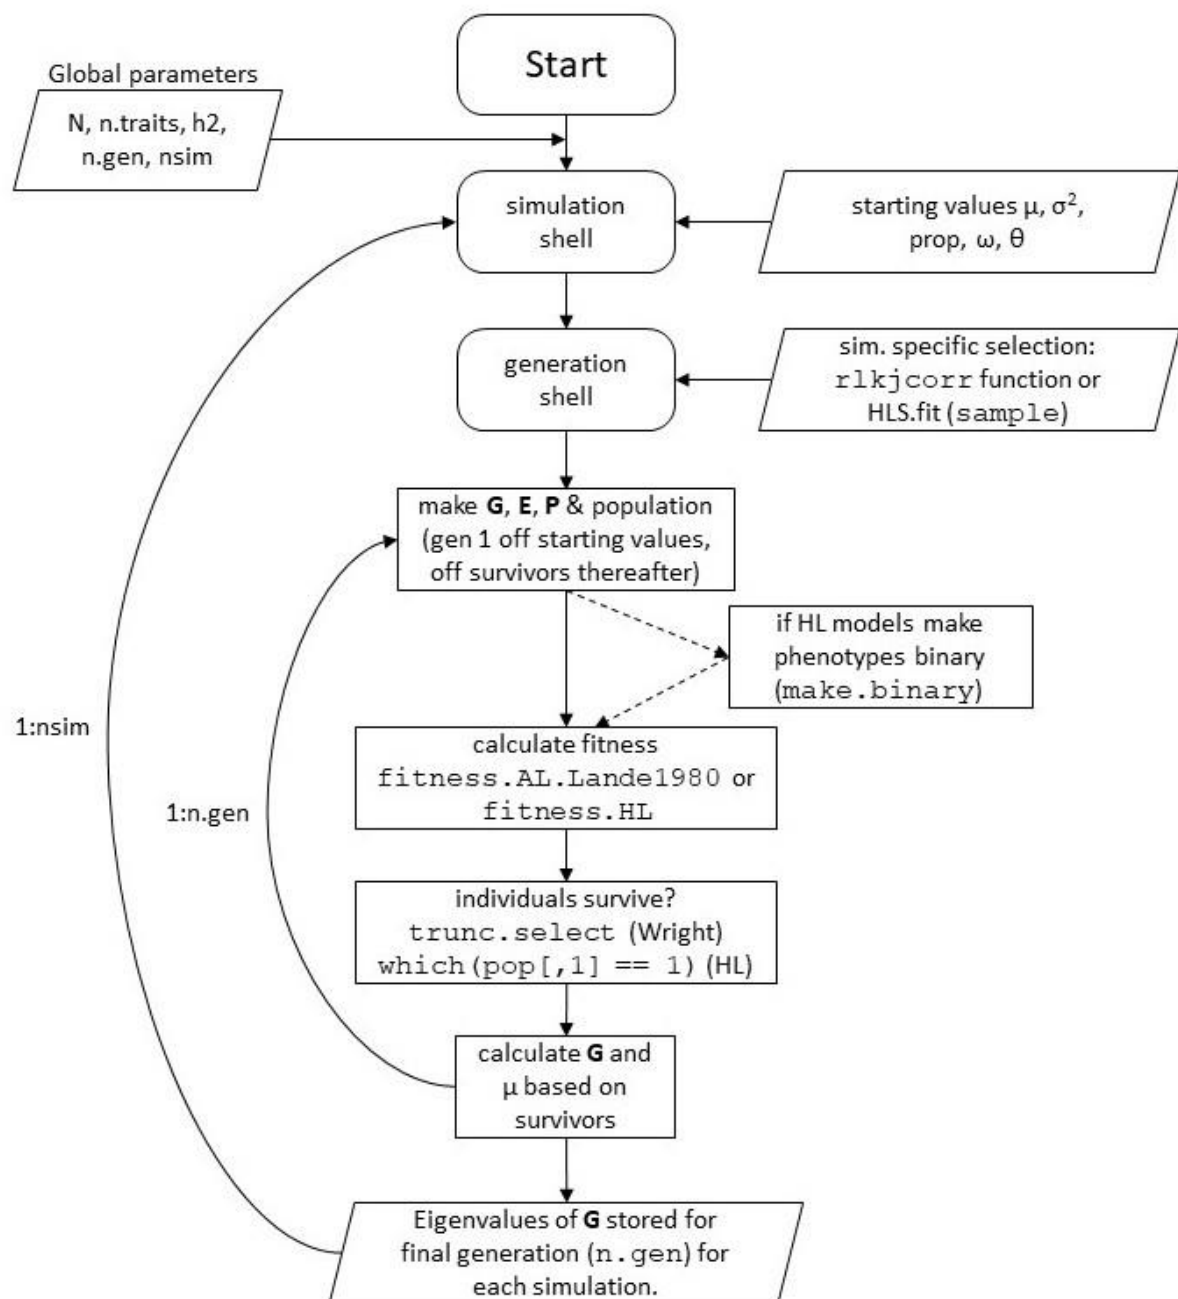 Start
Global parameters
N, n.traits, h2,
n.gen, nsim
simulation
shell
starting values μ, σ²,
prop, ω, θ
generation
shell
sim. specific selection:
rlkjcorr function or
HLS.fit (sample)
make G, E, P & population
(gen 1 off starting values,
off survivors thereafter)
if HL models make
phenotypes binary
(make.binary)
1:nsim
calculate fitness
fitness.AL.Lande1980 or
fitness.HL
1:n.gen
individuals survive?
trunc.select (Wright)
which(pop[,1] == 1) (HL)
calculate G and
μ based on
survivors
Eigenvalues of G stored for
final generation (n.gen) for
each simulation.